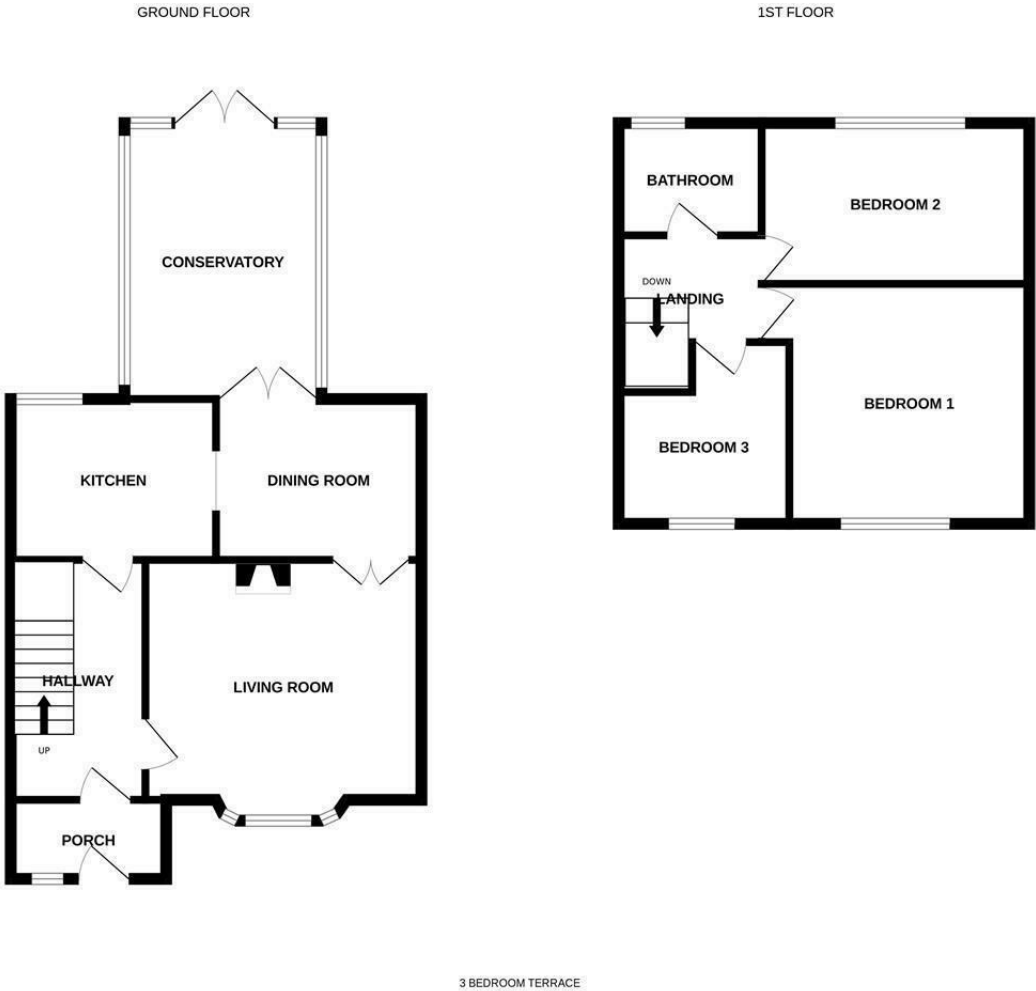 GROUND FLOOR
CONSERVATORY
KITCHEN
DINING ROOM
HALLWAY
LIVING ROOM
UP
PORCH
1ST FLOOR
BATHROOM
BEDROOM 2
DOWN
LANDING
BEDROOM 1
BEDROOM 3
3 BEDROOM TERRACE